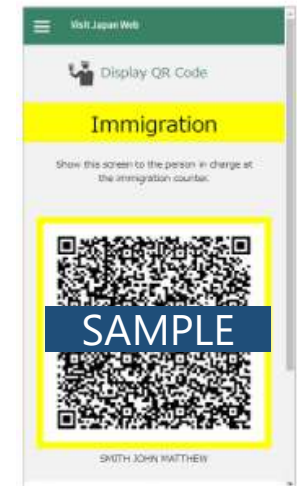 Visit Japan Web
Display QR Code
Immigration
Show this screen to the person in charge at
the immigration counter.
SAMPLE
SMITH JOHN MATTHEW